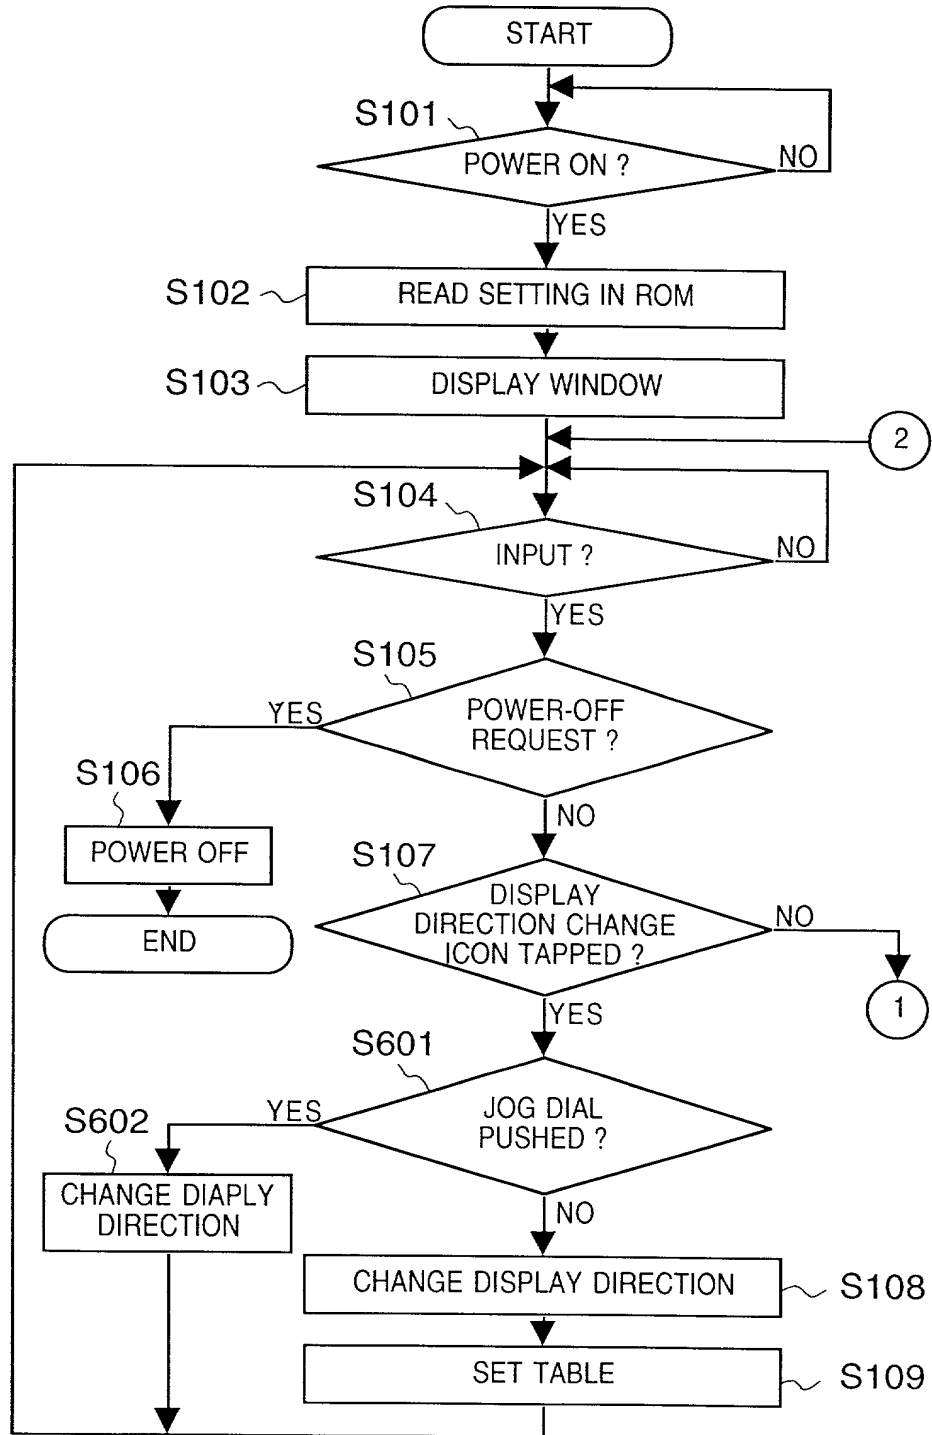 START
S101
POWER ON ?
NO
YES
S102
READ SETTING IN ROM
S103
DISPLAY WINDOW
2
S104
INPUT ?
NO
YES
S105
YES
POWER-OFF
REQUEST ?
S106
NO
POWER OFF
S107
DISPLAY
DIRECTION CHANGE
ICON TAPPED ?
NO
END
1
YES
S601
YES
JOG DIAL
PUSHED ?
S602
CHANGE DIAPLY
DIRECTION
NO
CHANGE DISPLAY DIRECTION
S108
SET TABLE
S109